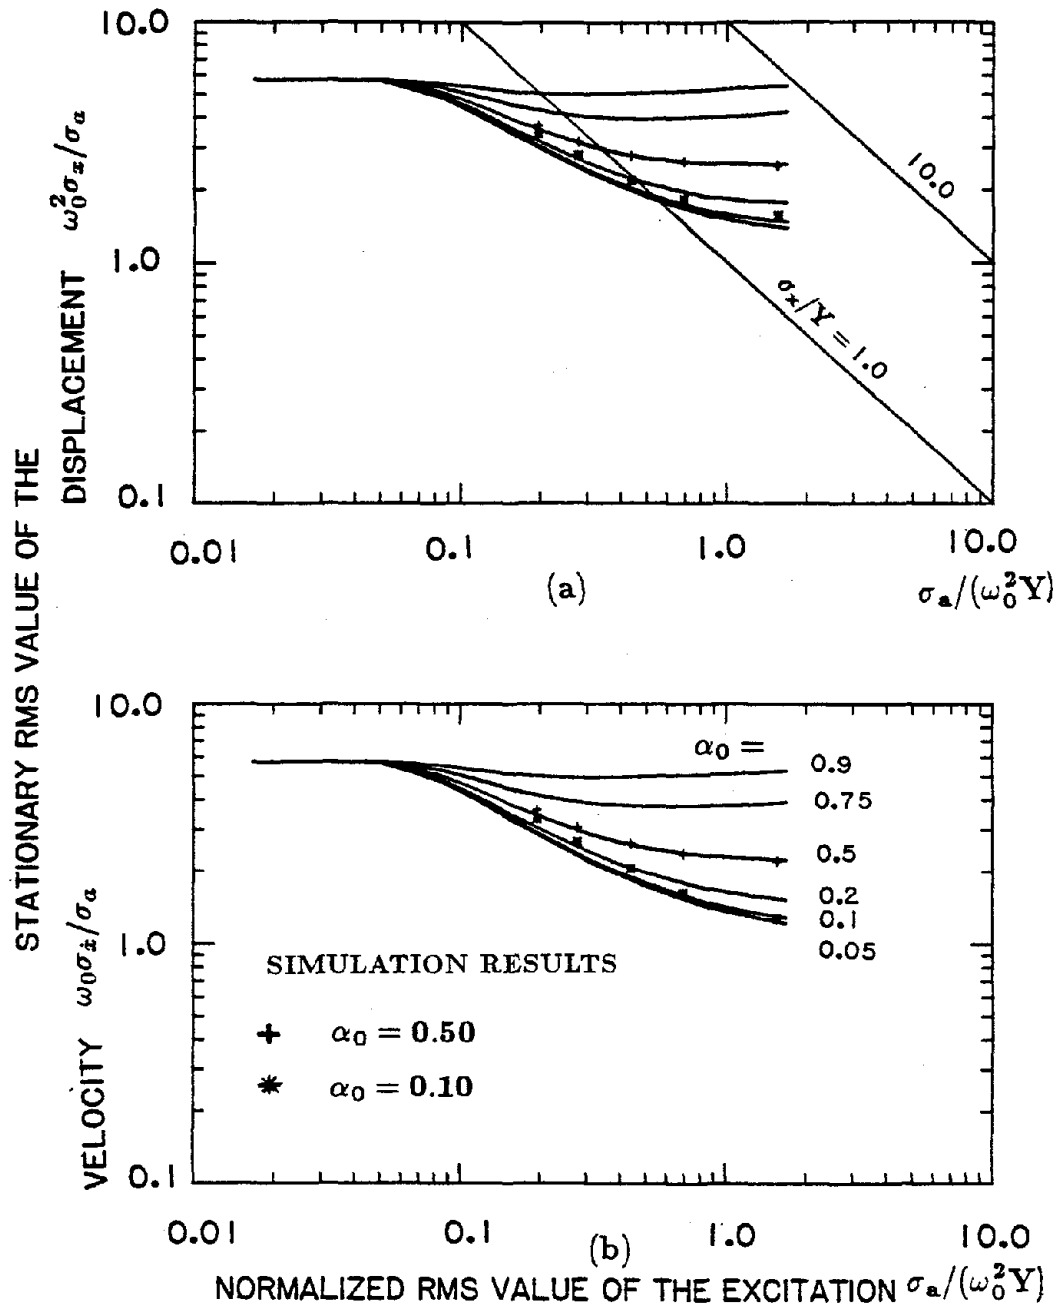 STATIONARY RMS VALUE OF THE
DISPLACEMENT ω₀²σₓ/σₐ
10.0
1.0
0.1
10.0
σₓ/Y = 1.0
0.01 0.1 1.0 10.0
(a) σₐ/(ω₀²Y)
VELOCITY ω₀σẋ/σₐ
10.0
1.0
0.1
α₀ =
0.9
0.75
0.5
0.2
0.1
0.05
SIMULATION RESULTS
+ α₀ = 0.50
* α₀ = 0.10
0.01 0.1 1.0 10.0
(b)
NORMALIZED RMS VALUE OF THE EXCITATION σₐ/(ω₀²Y)